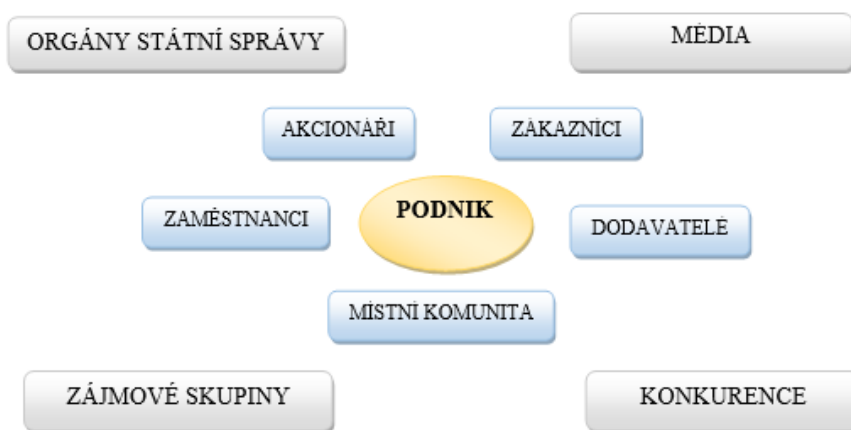 ORGÁNY STÁTNÍ SPRÁVY
MÉDIA
AKCIONÁŘI
ZÁKAZNÍCI
ZAMĚSTNANCI
PODNIK
DODAVATELÉ
MÍSTNÍ KOMUNITA
ZÁJMOVÉ SKUPINY
KONKURENCE